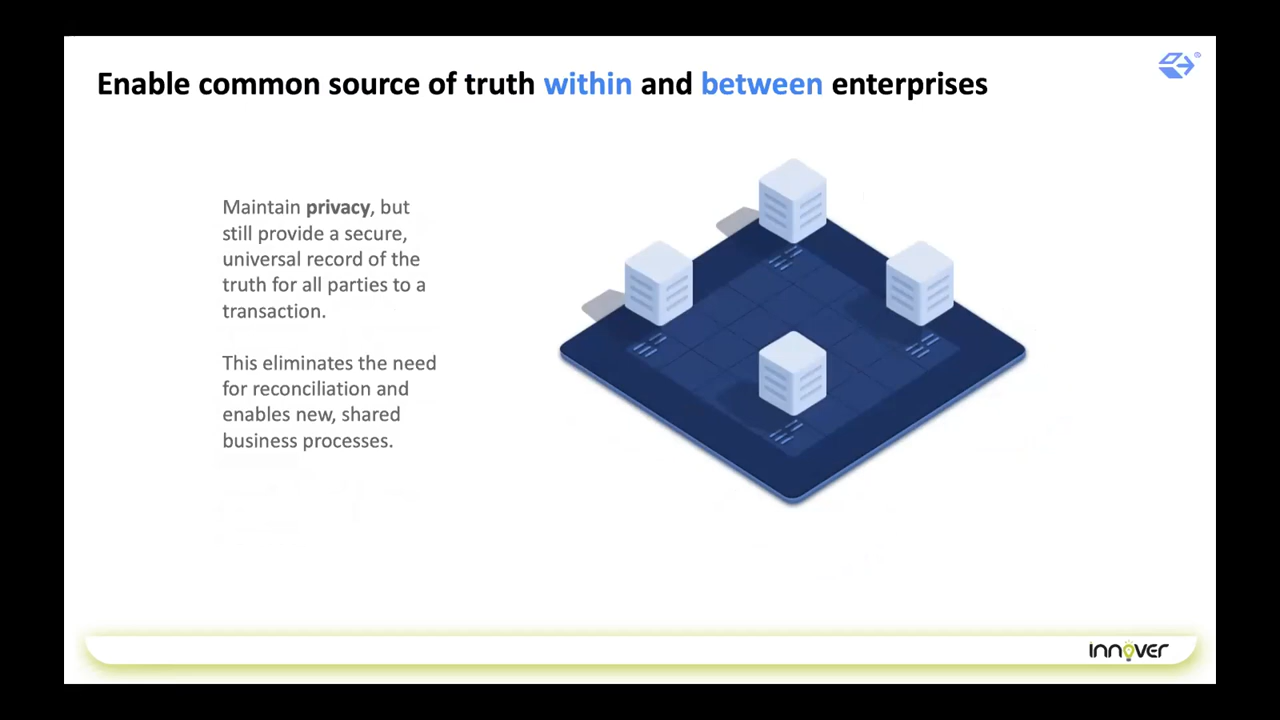 Enable common source of truth within and between enterprises
Maintain privacy, but
still provide a secure,
universal record of the
truth for all parties to a
transaction.
This eliminates the need
for reconciliation and
enables new, shared
business processes.
innover